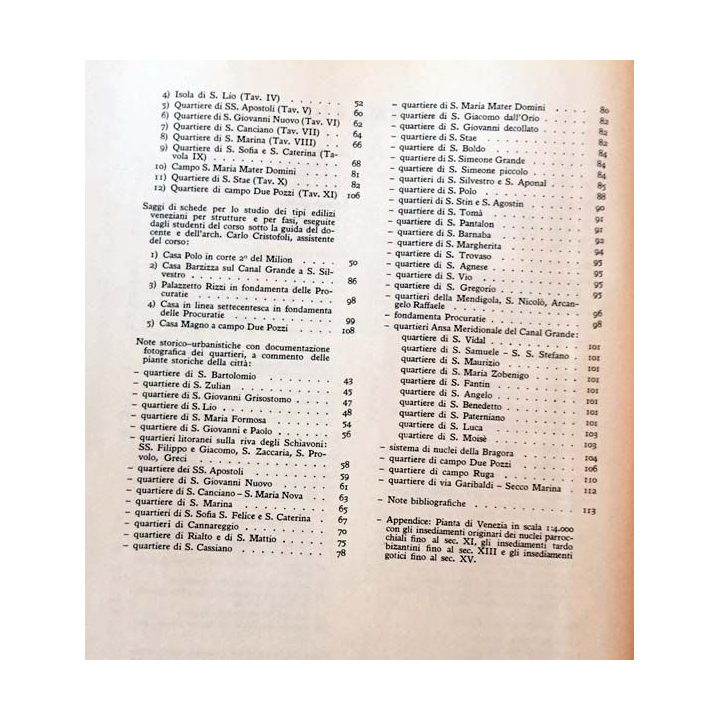 4) Isola di S. Lio (Tav. IV) . . . . . . 52
5) Quartiere di SS. Apostoli (Tav. V) . . . 60
6) Quartiere di S. Giovanni Nuovo (Tav. VI) 62
7) Quartiere di S. Canciano (Tav. VII) . . 64
8) Quartiere di S. Marina (Tav. VIII) . . . 66
9) Quartiere di S. Sofia e S. Caterina (Ta-
vola IX) . . . . . . . . . . . . . 68
10) Campo S. Maria Mater Domini . . . . 81
11) Quartiere di S. Stae (Tav. X) . . . . . 82
12) Quartiere di campo Due Pozzi (Tav. XI) 106
Saggi di schede per lo studio dei tipi edilizi
veneziani per strutture e per fasi, eseguite
dagli studenti del corso sotto la guida del do-
cente e dell'arch. Carlo Cristofoli, assistente
del corso:
1) Casa Polo in corte 2º del Milion . . . . 50
2) Casa Barzizza sul Canal Grande a S. Sil-
vestro . . . . . . . . . . . . . . 86
3) Palazzetto Rizzi in fondamenta delle Pro-
curatie . . . . . . . . . . . . . . 98
4) Casa in linea settecentesca in fondamenta
delle Procuratie . . . . . . . . . . 99
5) Casa Magno a campo Due Pozzi . . . . 108
Note storico-urbanistiche con documentazione
fotografica dei quartieri, a commento delle
piante storiche della città:
– quartiere di S. Bartolomio . . . . . . . 43
– quartiere di S. Zulian . . . . . . . . . 45
– quartiere di S. Giovanni Grisostomo . . . 47
– quartiere di S. Lio . . . . . . . . . . 48
– quartiere di S. Maria Formosa . . . . . 54
– quartiere di S. Giovanni e Paolo . . . . . 56
– quartieri litoranei sulla riva degli Schiavoni:
SS. Filippo e Giacomo, S. Zaccaria, S. Pro-
volo, Greci . . . . . . . . . . . . . 58
– quartiere dei SS. Apostoli . . . . . . . 59
– quartiere di S. Giovanni Nuovo . . . . . 61
– quartiere di S. Canciano – S. Maria Nova . 63
– quartiere di S. Marina . . . . . . . . . 65
– quartieri di S. Sofia S. Felice e S. Caterina . 67
– quartieri di Cannareggio . . . . . . . . 70
– quartiere di Rialto e di S. Mattio . . . . . 75
– quartiere di S. Cassiano . . . . . . . . 78
– quartiere di S. Maria Mater Domini . . . . 80
– quartiere di S. Giacomo dall'Orio . . . . . 82
– quartiere di S. Giovanni decollato . . . . . 82
– quartiere di S. Stae . . . . . . . . . . 82
– quartiere di S. Boldo . . . . . . . . . 84
– quartiere di S. Simeone Grande . . . . . 84
– quartiere di S. Simeone piccolo . . . . . 84
– quartieri di S. Silvestro e S. Aponal . . . . 85
– quartiere di S. Polo . . . . . . . . . . 88
– quartieri di S. Stin e S. Agostin . . . . . 90
– quartiere di S. Tomà . . . . . . . . . 91
– quartiere di S. Pantalon . . . . . . . . 91
– quartiere di S. Barnaba . . . . . . . . 92
– quartiere di S. Margherita . . . . . . . 94
– quartiere di S. Trovaso . . . . . . . . 95
– quartiere di S. Agnese . . . . . . . . . 95
– quartiere di S. Vio . . . . . . . . . . 95
– quartiere di S. Gregorio . . . . . . . . 95
– quartieri della Mendigola, S. Nicolò, Arcan-
gelo Raffaele . . . . . . . . . . . . 96
– fondamenta Procuratie . . . . . . . . . 98
– quartieri Ansa Meridionale del Canal Grande:
quartiere di S. Vidal . . . . . . . . . 101
quartiere di S. Samuele – S. S. Stefano . . 101
quartiere di S. Maurizio . . . . . . . 101
quartiere di S. Maria Zobenigo . . . . . 101
quartiere di S. Fantin . . . . . . . . 101
quartiere di S. Angelo . . . . . . . . 101
quartiere di S. Benedetto . . . . . . . 101
quartiere di S. Paterniano . . . . . . . 101
quartiere di S. Luca . . . . . . . . . 101
quartiere di S. Moisè . . . . . . . . . 103
– sistema di nuclei della Bragora . . . . . . 104
– quartiere di campo Due Pozzi . . . . . . 106
– quartiere di campo Ruga . . . . . . . . 110
– quartiere di via Garibaldi – Secco Marina . . 112
– Note bibliografiche . . . . . . . . . . 113
– Appendice: Pianta di Venezia in scala 1:4.000
con gli insediamenti originari dei nuclei parroc-
chiali fino al sec. XI, gli insediamenti tardo
bizantini fino al sec. XIII e gli insediamenti
gotici fino al sec. XV.